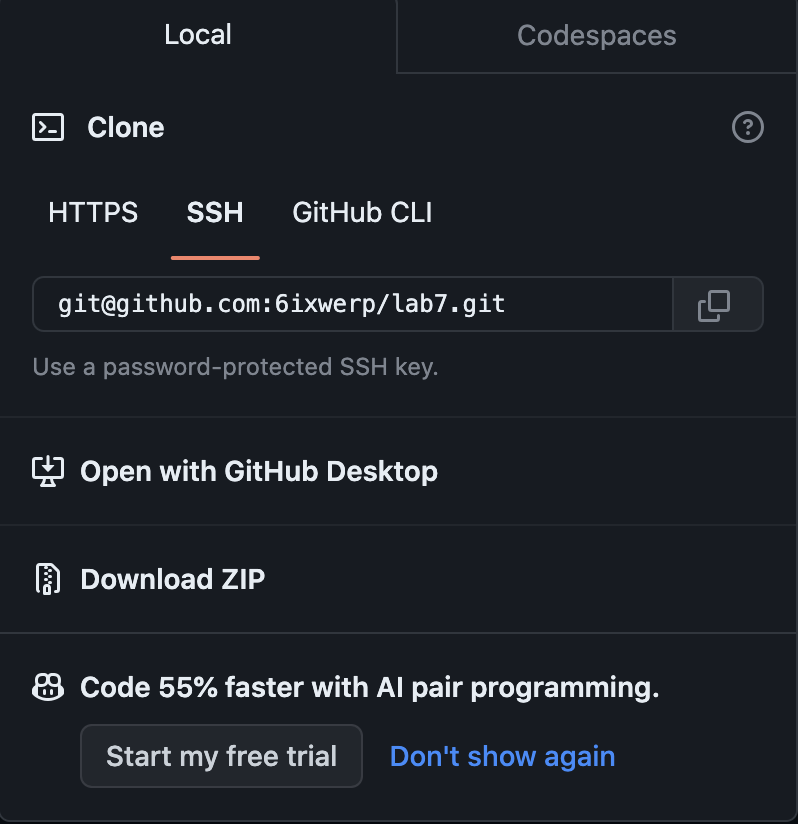 Local
Codespaces
Clone
HTTPS
SSH
GitHub CLI
git@github.com:6ixwerp/lab7.git
Use a password-protected SSH key.
Open with GitHub Desktop
Download ZIP
Code 55% faster with AI pair programming.
Start my free trial
Don't show again